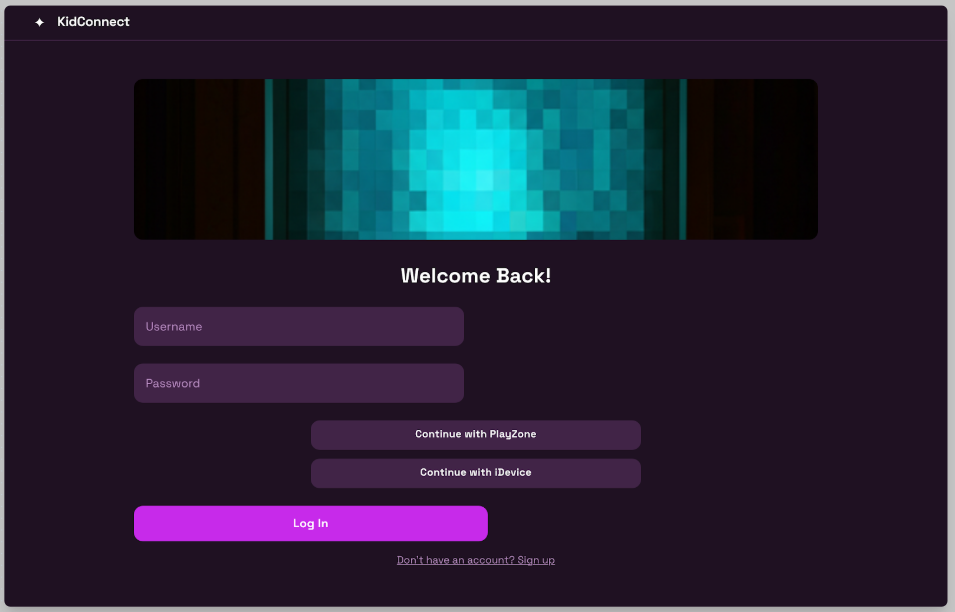 KidConnect
Welcome Back!
Username
Password
Continue with PlayZone
Continue with iDevice
Log In
Don't have an account? Sign up